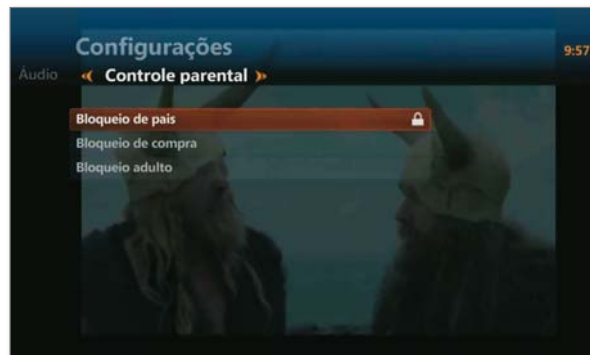 Configurações
9:57
Áudio « Controle parental »
Bloqueio de pais
Bloqueio de compra
Bloqueio adulto